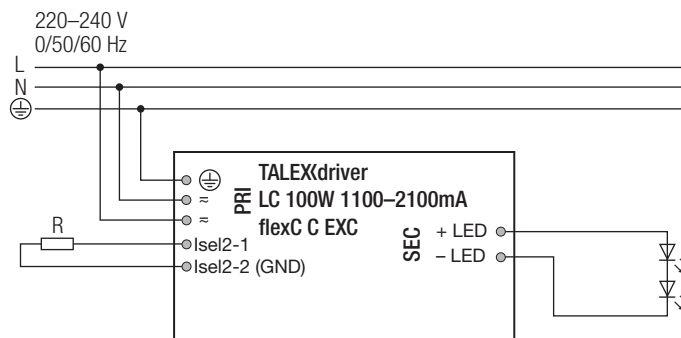 220–240 V
0/50/60 Hz
L
N
PRI
TALEXXdriver
LC 100W 1100–2100mA
flexC C EXC
≈
≈
R
Isel2-1
Isel2-2 (GND)
SEC
+ LED
– LED